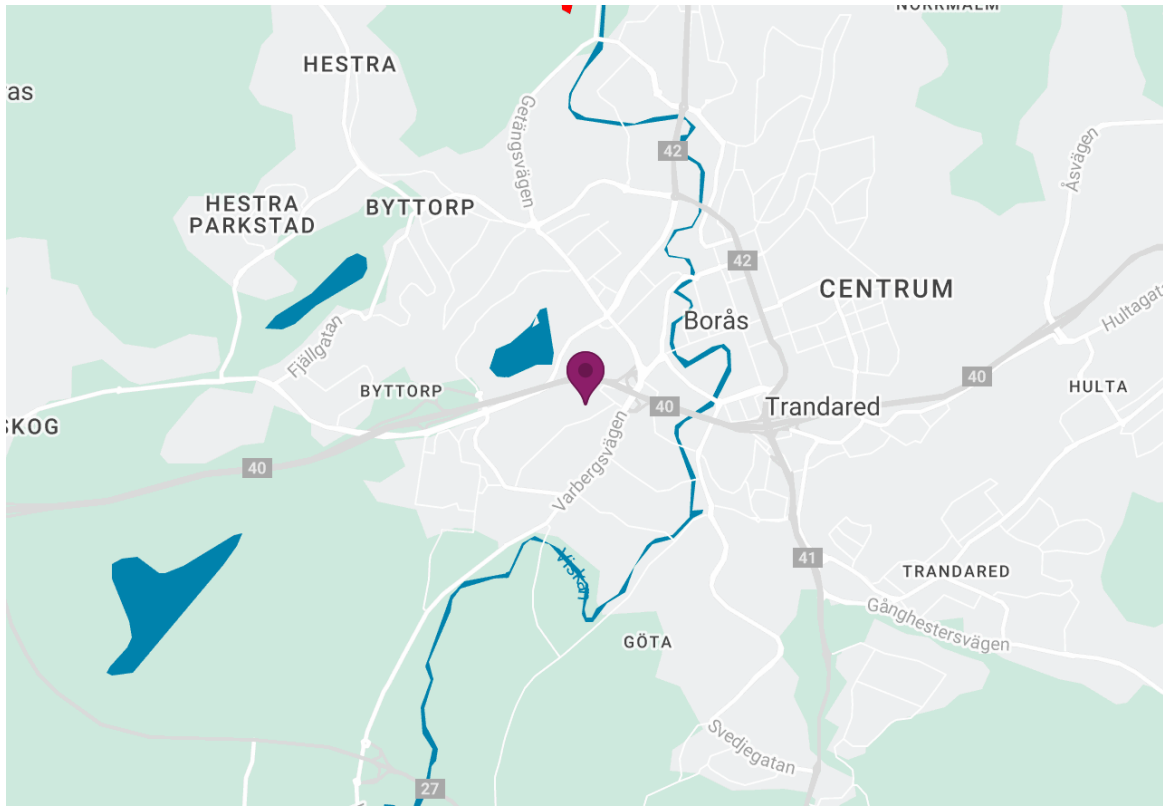 NORRMALM
HESTRA
ras
Getängsvägen
42
Åsvägen
HESTRA
PARKSTAD
BYTTORP
42
CENTRUM
Hultagatan
Borås
Fjällgatan
40
HULTA
BYTTORP
40
Trandared
SKOG
Varbergsvägen
40
41
Viskan
TRANDARED
Gånghestersvägen
GÖTA
Svedjegatan
27